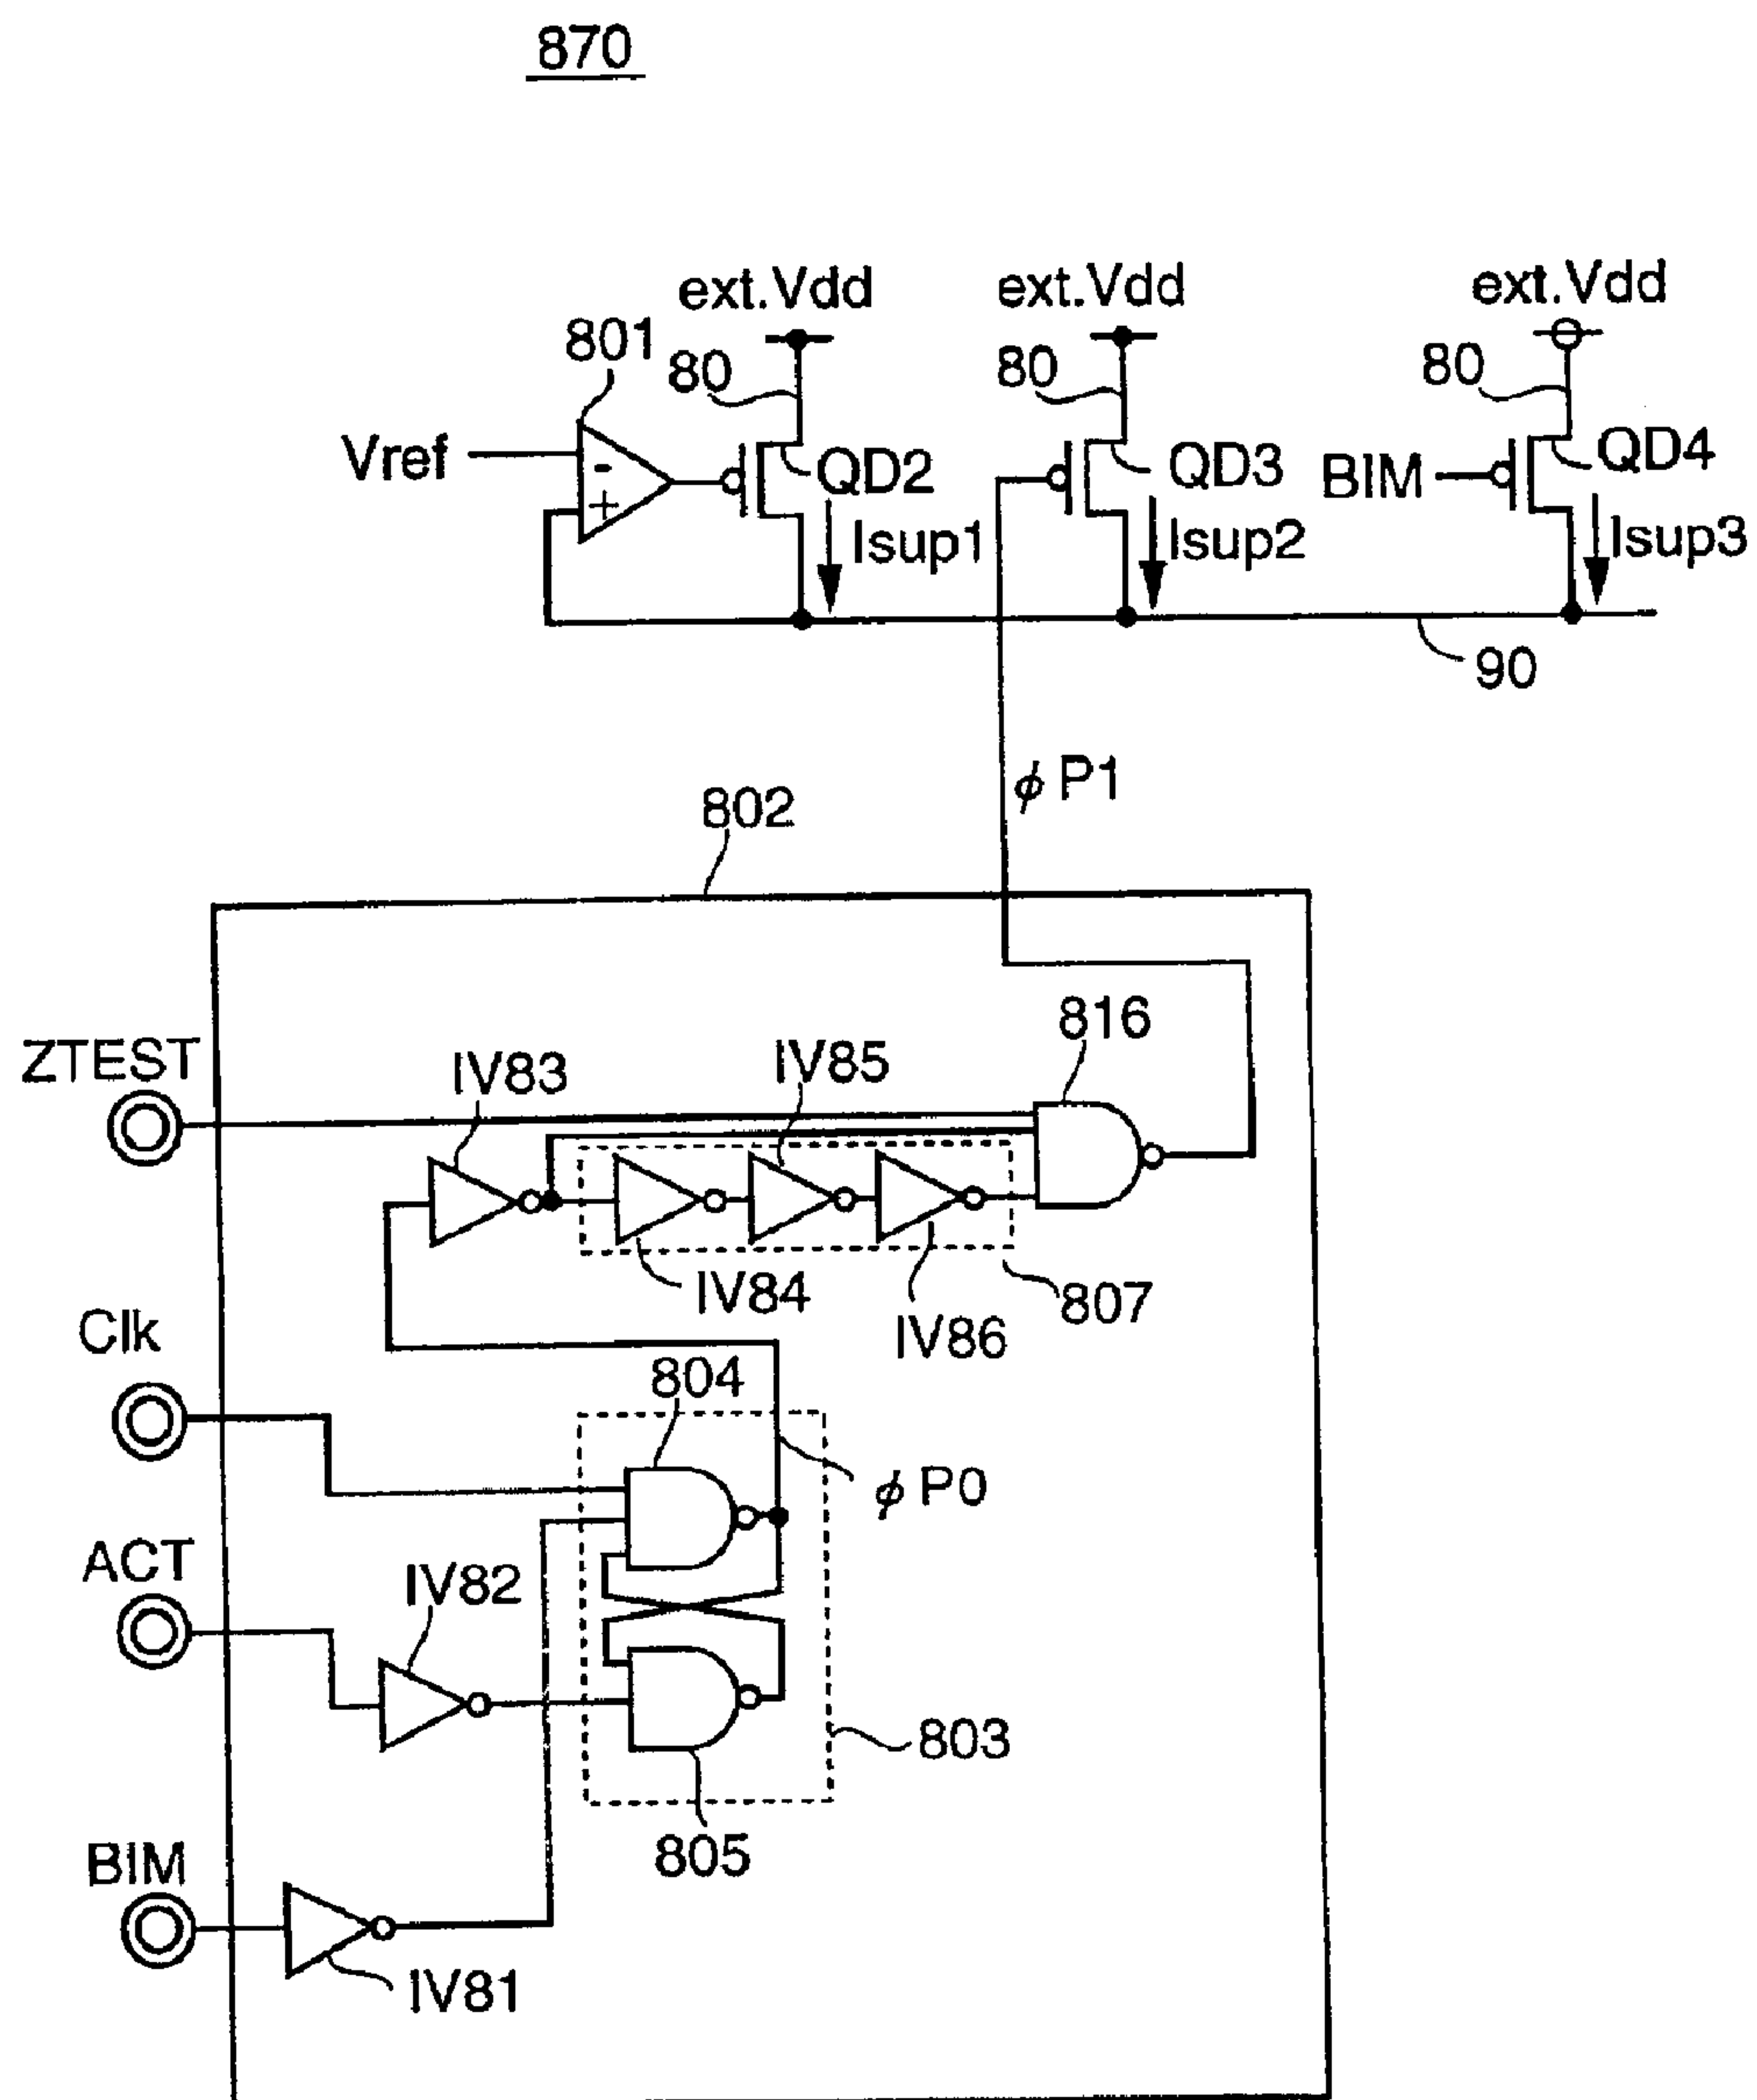 870
ext.Vdd ext.Vdd ext.Vdd
801 80 80 80
Vref - + QD2 QD3 BIM QD4
Isup1 Isup2 Isup3
90
ϕ P1
802
816
ZTEST IV83 IV85
IV84 IV86 807
Clk
804
ϕ P0
ACT IV82
803
805
BIM
IV81